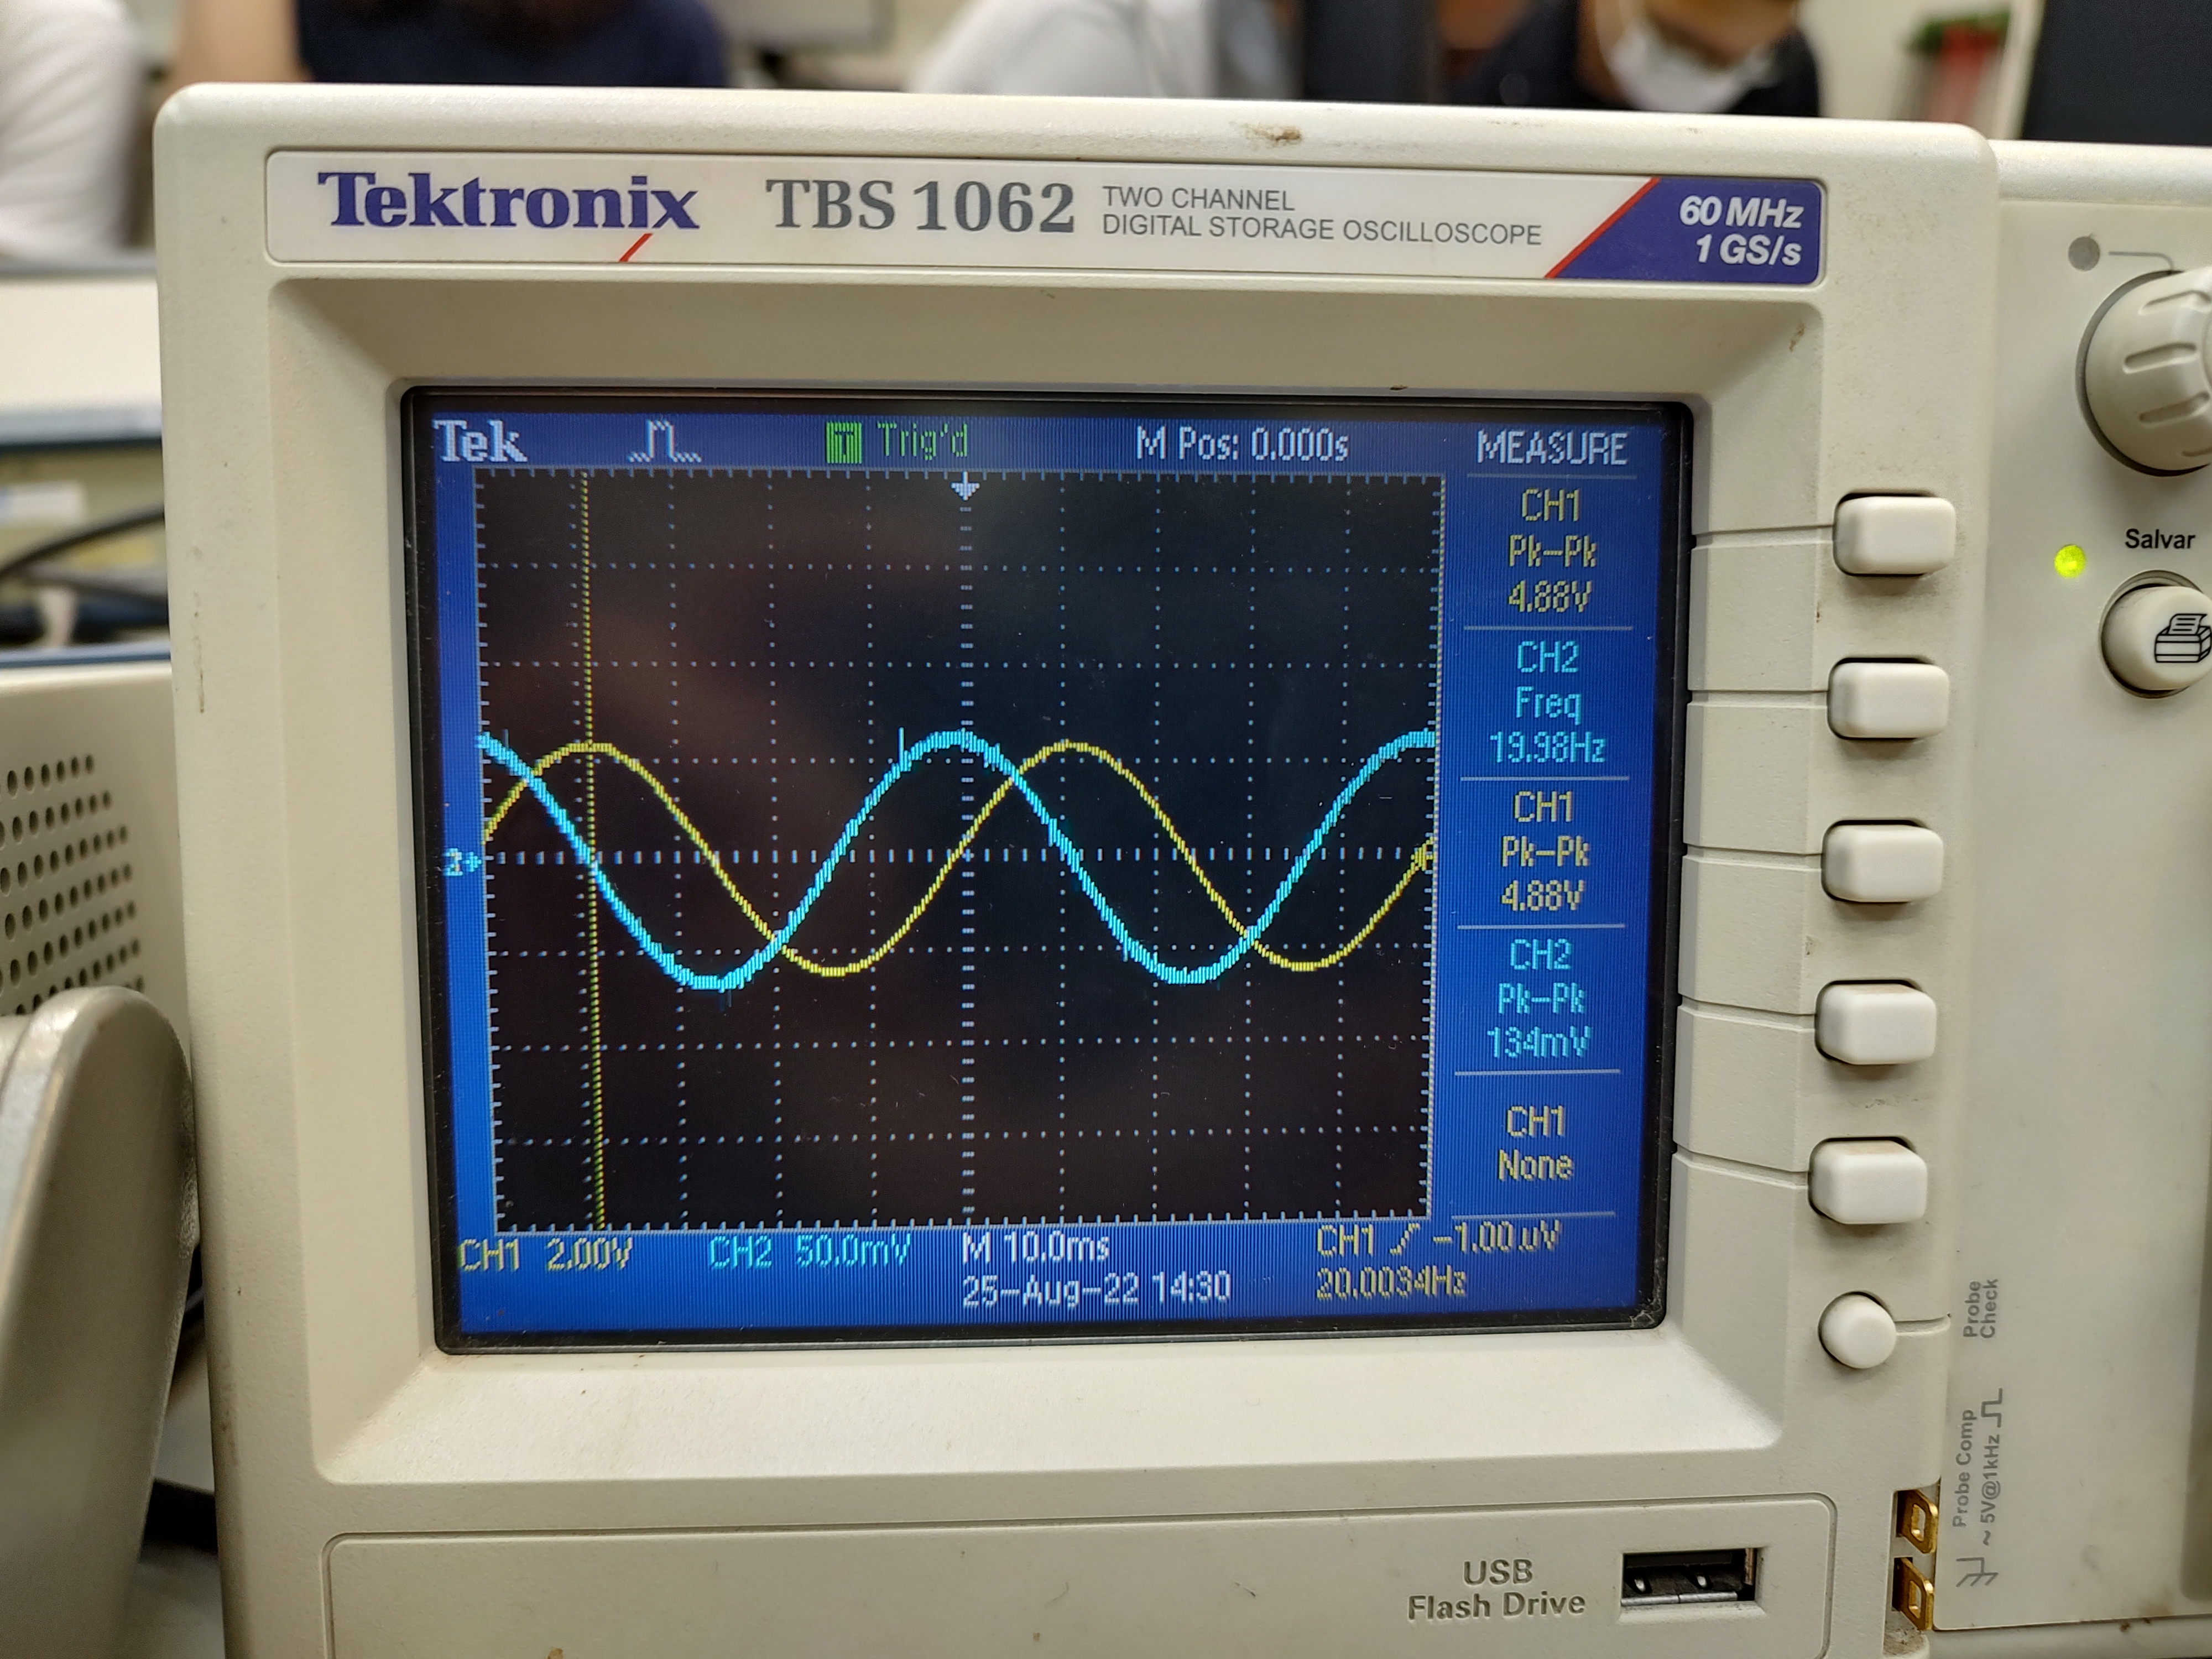 Tektronix TBS 1062 TWO CHANNEL
DIGITAL STORAGE OSCILLOSCOPE
60 MHz
1 GS/s
Tek T Trig'd M Pos: 0.000s MEASURE
CH1
Pk-Pk
4.88V
CH2
Freq
19.98Hz
CH1
Pk-Pk
4.88V
CH2
Pk-Pk
134mV
CH1
None
2
CH1 2.00V CH2 50.0mV M 10.0ms CH1 -1.00uV
25-Aug-22 14:30 20.0034Hz
Salvar
Probe
Check
Probe Comp
~ 5V@1kHz
USB
Flash Drive